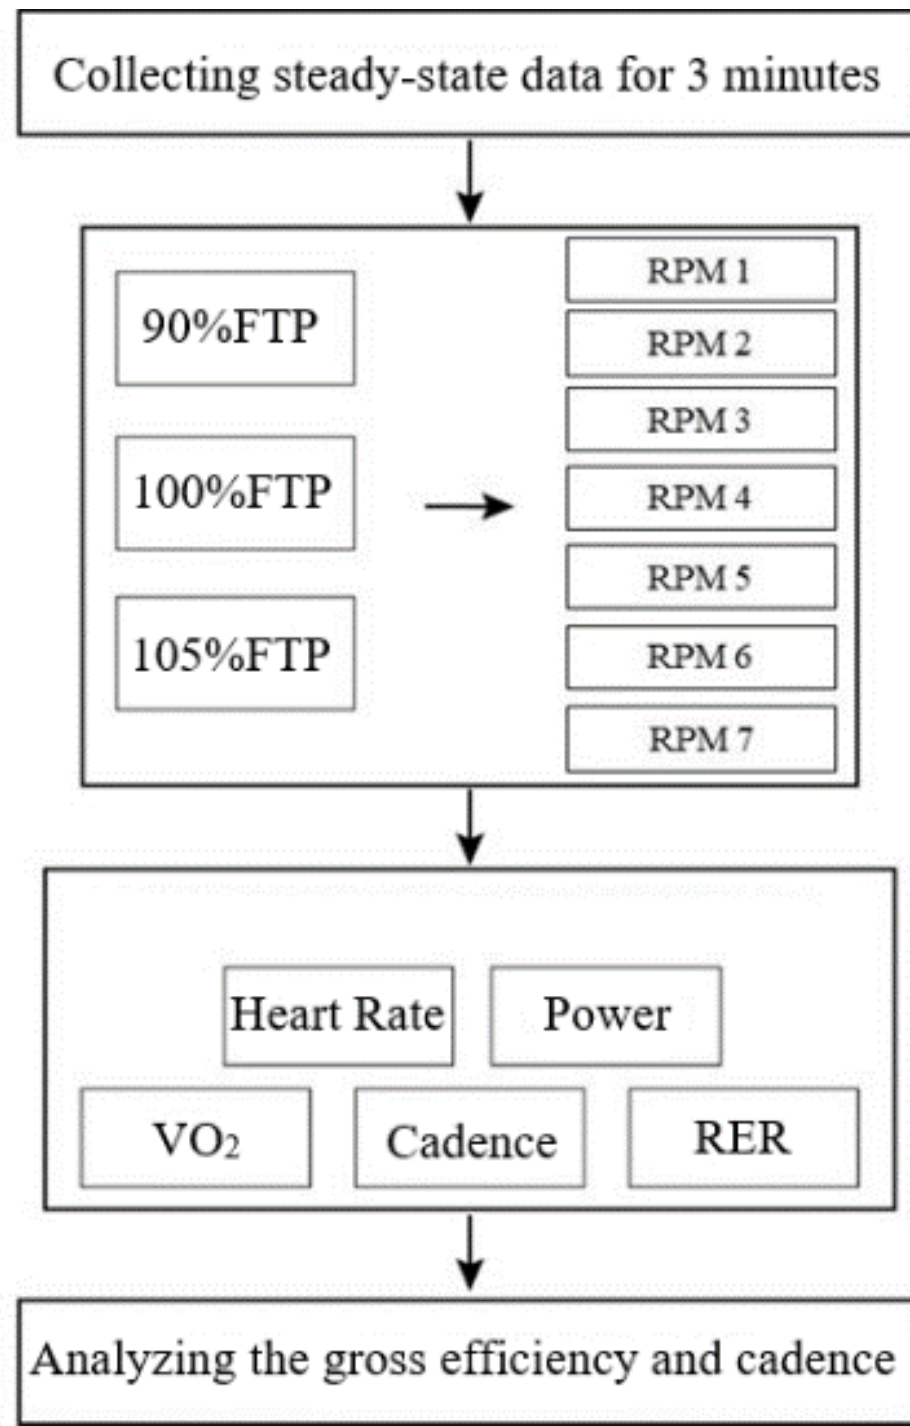 Collecting steady-state data for 3 minutes
90%FTP
100%FTP
105%FTP
RPM 1
RPM 2
RPM 3
RPM 4
RPM 5
RPM 6
RPM 7
Heart Rate
Power
VO₂
Cadence
RER
Analyzing the gross efficiency and cadence